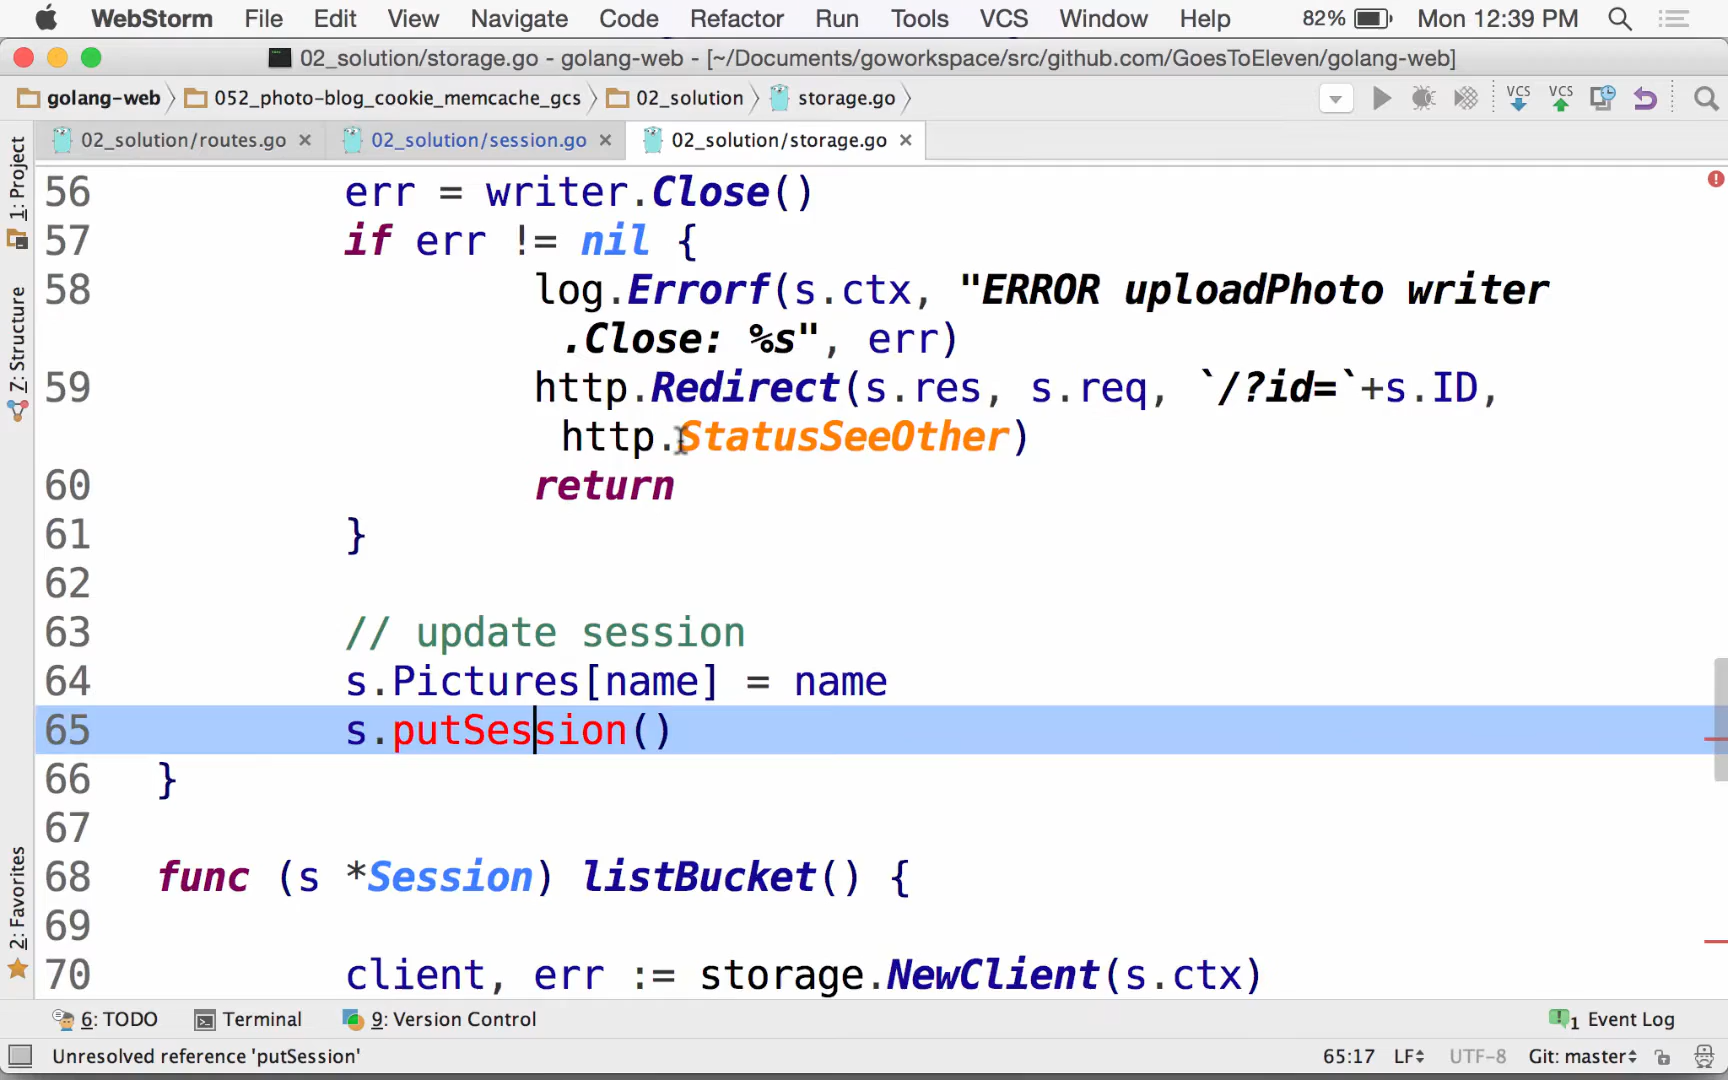 WebStorm File Edit View Navigate Code Refactor Run Tools VCS Window Help 82% Mon 12:39 PM
02_solution/storage.go - golang-web - [~/Documents/goworkspace/src/github.com/GoesToEleven/golang-web]
golang-web 052_photo-blog_cookie_memcache_gcs 02_solution storage.go VCS VCS
02_solution/routes.go × 02_solution/session.go × 02_solution/storage.go ×
1: Project
Z: Structure
2: Favorites
56 err = writer.Close()
57 if err != nil {
58 log.Errorf(s.ctx, "ERROR uploadPhoto writer
.Close: %s", err)
59 http.Redirect(s.res, s.req, `/?id=`+s.ID,
http.StatusSeeOther)
60 return
61 }
62
63 // update session
64 s.Pictures[name] = name
65 s.putSession()
66 }
67
68 func (s *Session) listBucket() {
69
70 client, err := storage.NewClient(s.ctx)
6: TODO Terminal 9: Version Control 1 Event Log
Unresolved reference 'putSession' 65:17 LF UTF-8 Git: master